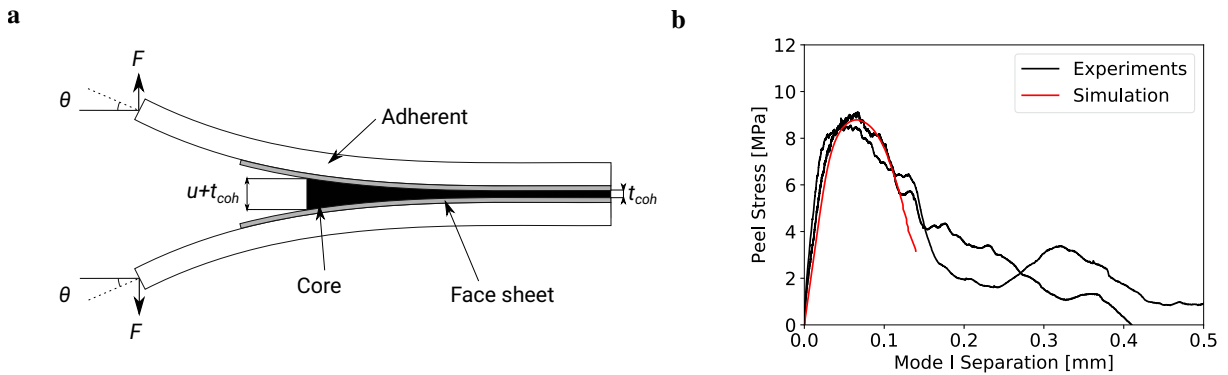 a
F
θ
Adherent
u+t_coh
t_coh
Core
Face sheet
θ
F
b
Experiments
Simulation
Peel Stress [MPa]
12
10
8
6
4
2
0
0.0 0.1 0.2 0.3 0.4 0.5
Mode I Separation [mm]